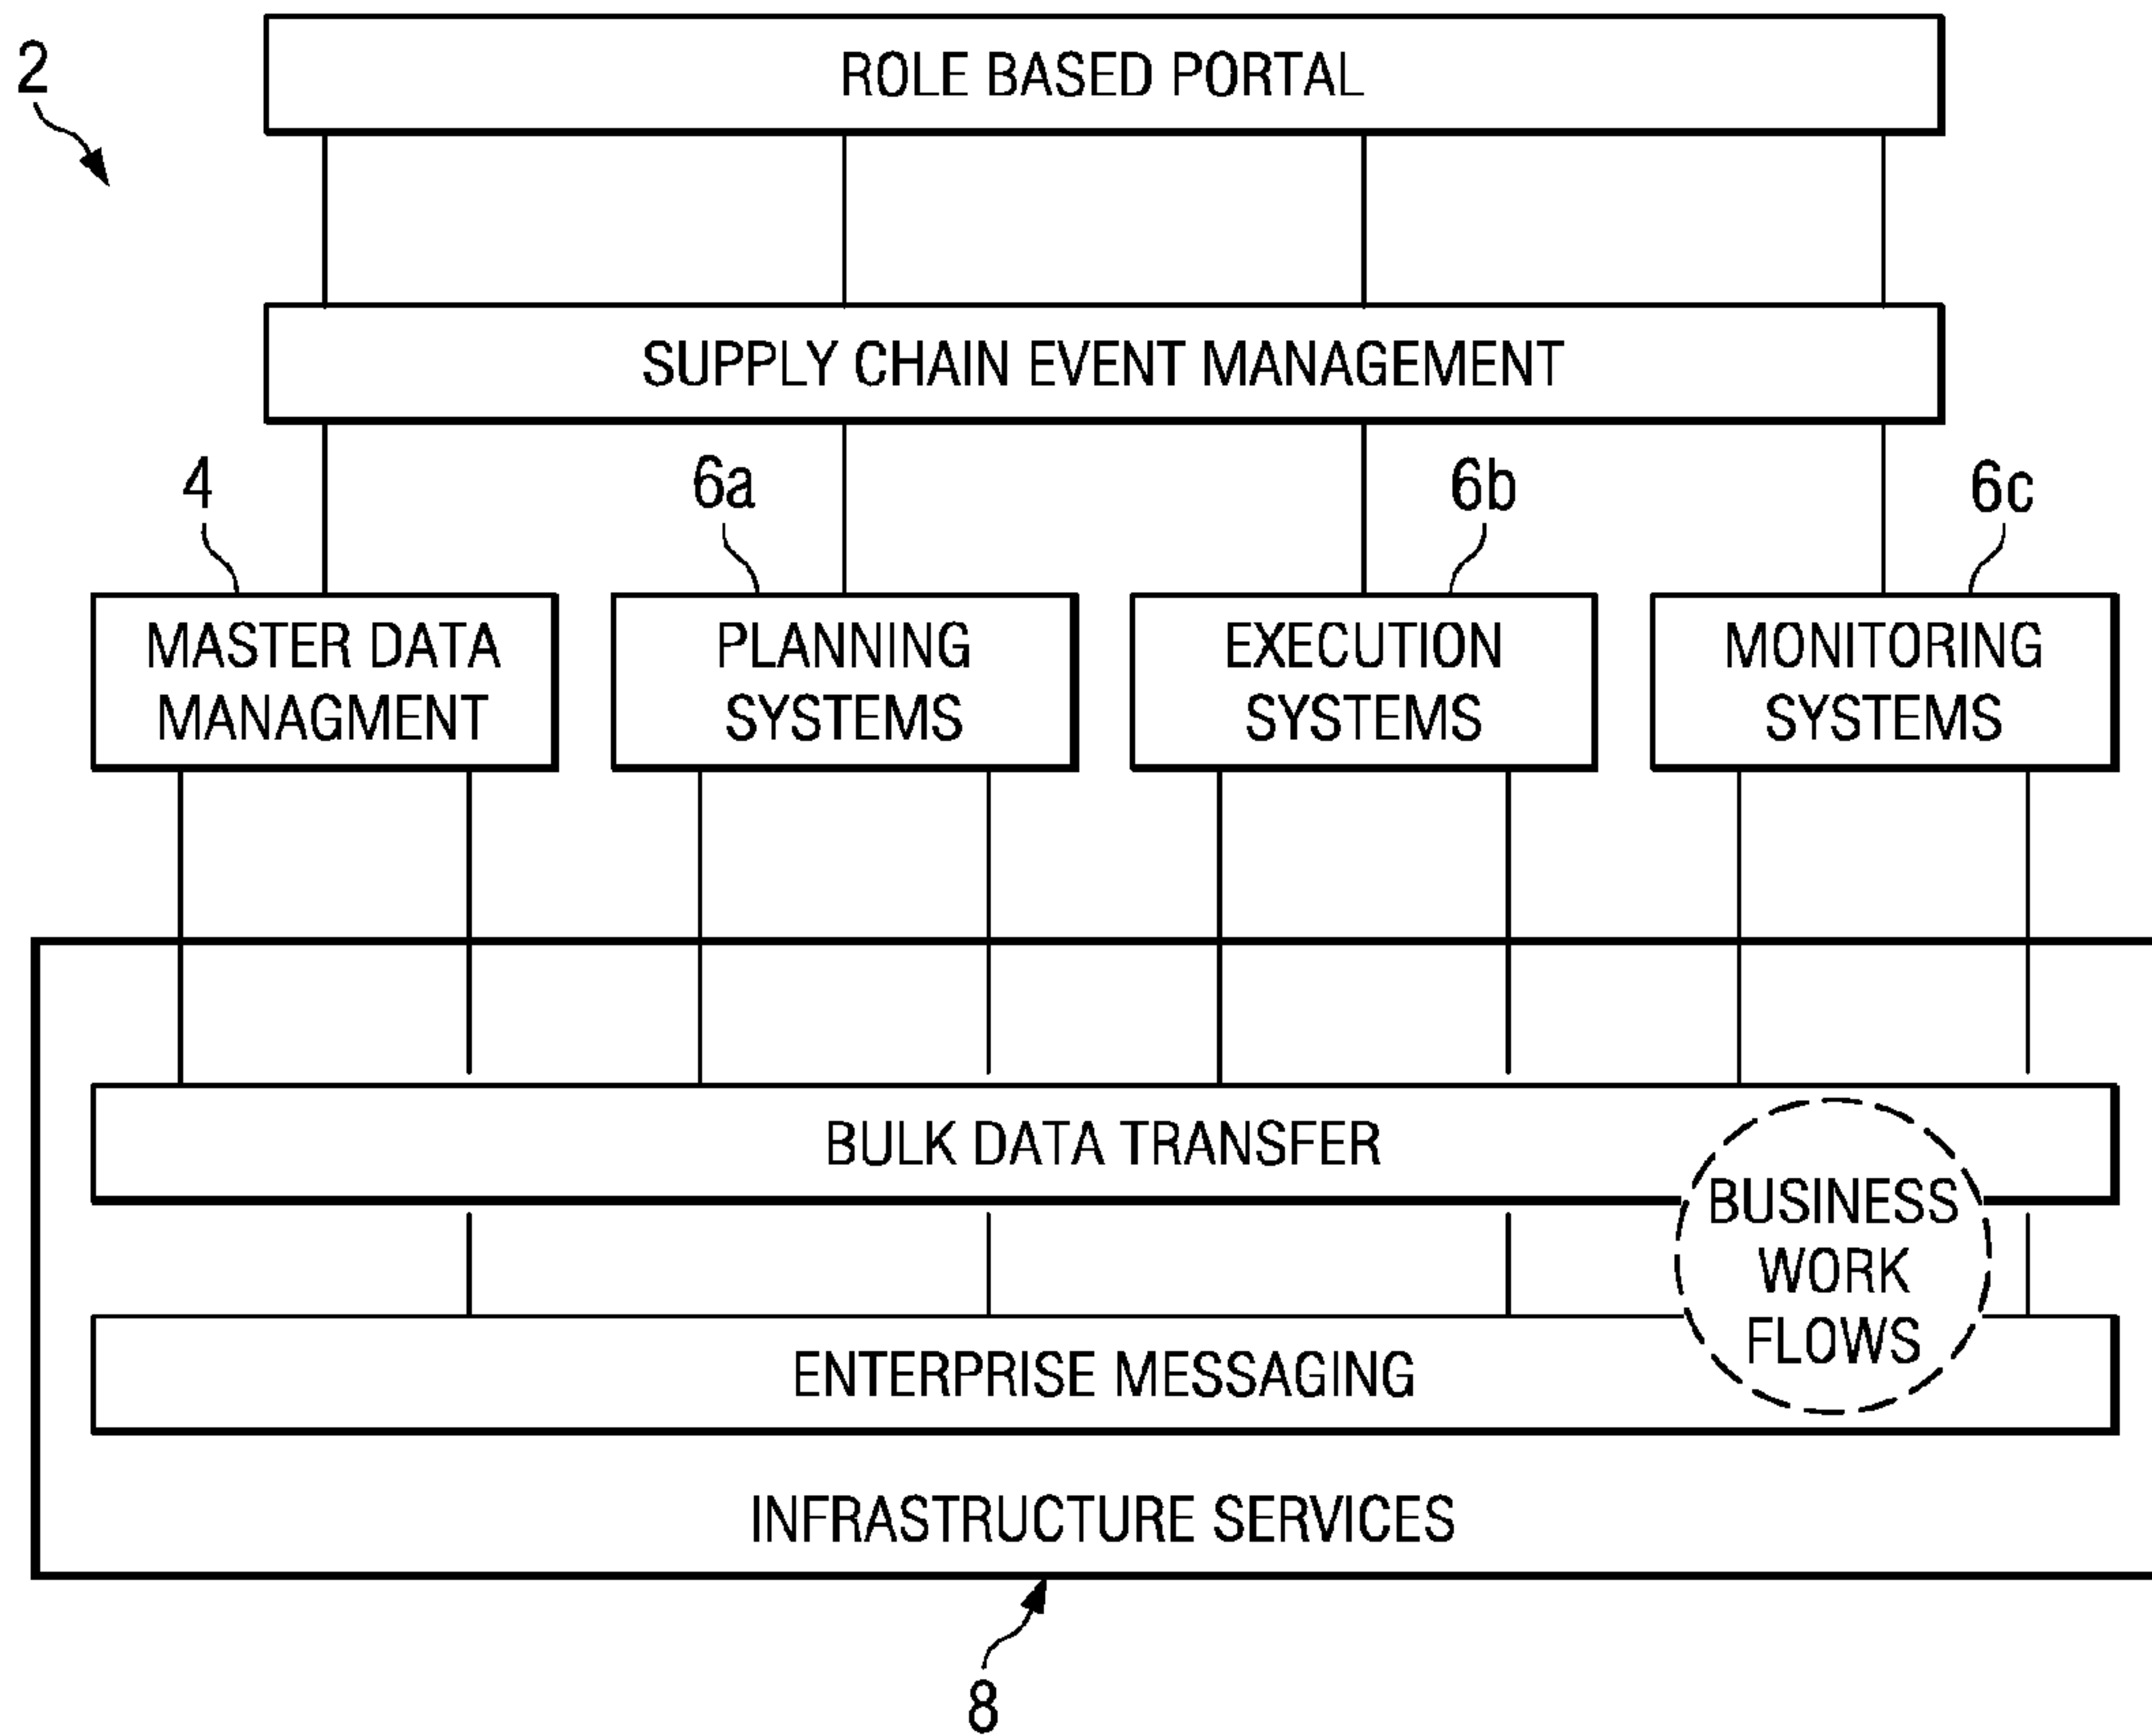 2
ROLE BASED PORTAL
SUPPLY CHAIN EVENT MANAGEMENT
4
6a
6b
6c
MASTER DATA
MANAGMENT
PLANNING
SYSTEMS
EXECUTION
SYSTEMS
MONITORING
SYSTEMS
BULK DATA TRANSFER
BUSINESS
WORK
FLOWS
ENTERPRISE MESSAGING
INFRASTRUCTURE SERVICES
8